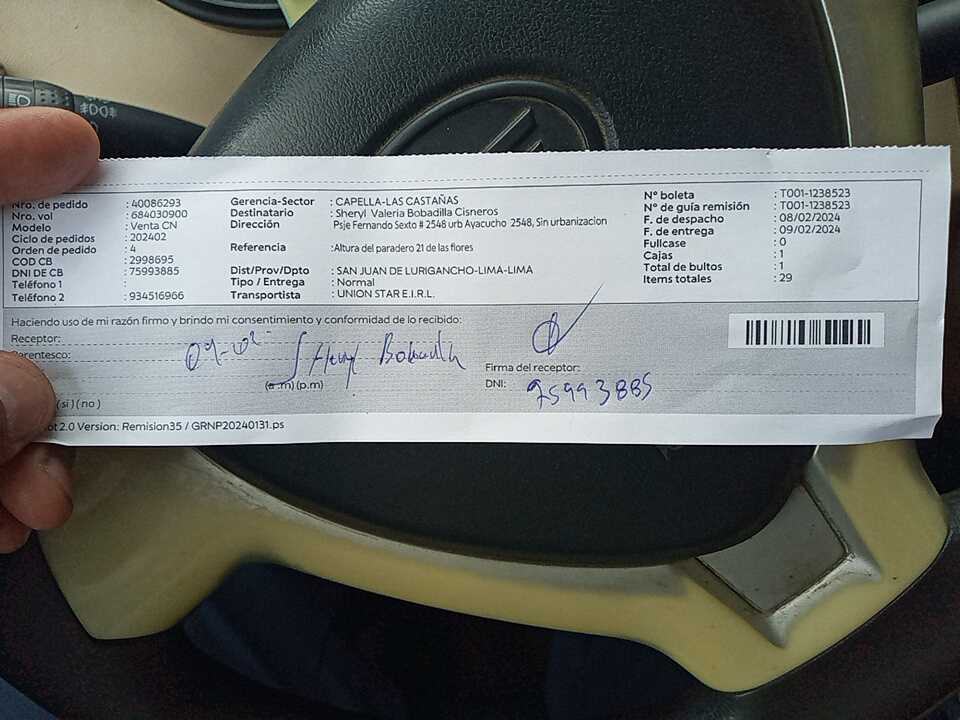 Nro. de pedido : 40086293
Nro. vol : 684030900
Modelo : Venta CN
Ciclo de pedidos : 202402
Orden de pedido : 4
COD CB : 2998695
DNI DE CB : 75993885
Teléfono 1 :
Teléfono 2 : 934516966
Gerencia-Sector : CAPELLA-LAS CASTAÑAS
Destinatario : Sheryl Valeria Bobadilla Cisneros
Dirección Psje Fernando Sexto # 2548 urb Ayacucho 2548, Sin urbanizacion
Referencia :Altura del paradero 21 de las flores
Dist/Prov/Dpto : SAN JUAN DE LURIGANCHO-LIMA-LIMA
Tipo / Entrega : Normal
Transportista : UNION STAR E.I.R.L.
N° boleta : T001-1238523
N° de guía remisión : T001-1238523
F. de despacho : 08/02/2024
F. de entrega : 09/02/2024
Fullcase : 0
Cajas : 1
Total de bultos : 1
Items totales : 29
Haciendo uso de mi razón firmo y brindo mi consentimiento y conformidad de lo recibido:
Receptor:
Parentesco:
09-02
Bobadilla
(a.m) (p.m)
Firma del receptor:
DNI: 75993885
(si) (no)
2.0 Version: Remision35 / GRNP20240131.ps